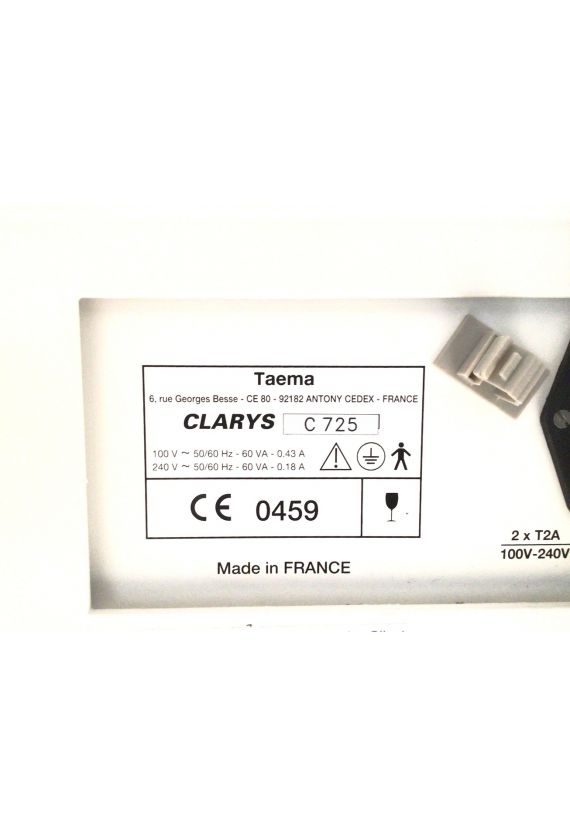 Taema
6, rue Georges Besse - CE 80 - 92182 ANTONY CEDEX - FRANCE
CLARYS C 725
100 V ~ 50/60 Hz - 60 VA - 0.43 A
240 V ~ 50/60 Hz - 60 VA - 0.18 A
CE 0459
Made in FRANCE
2 x T2A
100V-240V